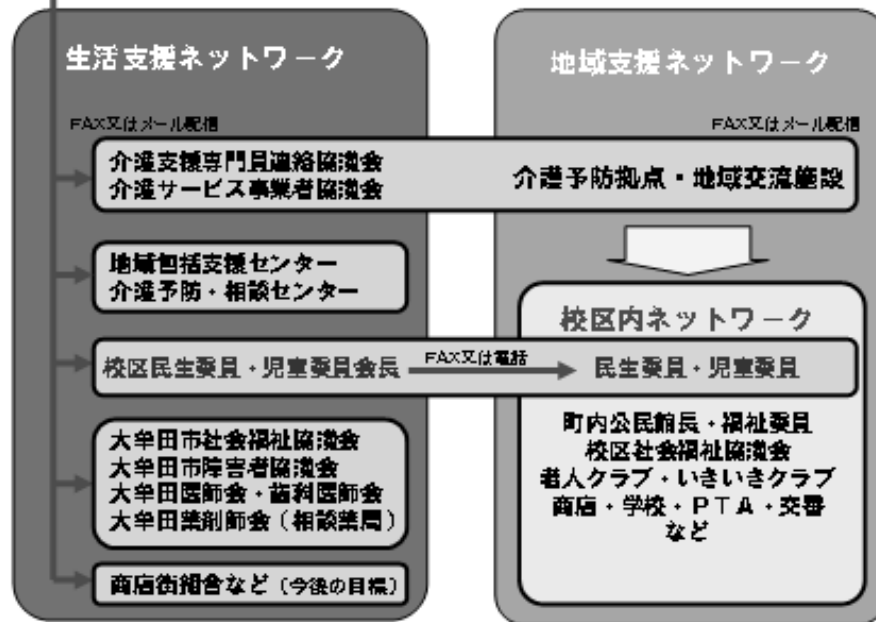 生活支援ネットワーク
FAX又はメール配信
介護支援専門員連絡協議会
介護サービス事業者協議会
地域包括支援センター
介護予防・相談センター
校区民生委員・児童委員会長
大牟田市社会福祉協議会
大牟田市障害者協議会
大牟田医師会・歯科医師会
大牟田薬剤師会（相談薬局）
商店街組合など（今後の目標）
地域支援ネットワーク
FAX又はメール配信
介護予防拠点・地域交流施設
校区内ネットワーク
FAX又は電話
民生委員・児童委員
町内公民館長・福祉委員
校区社会福祉協議会
老人クラブ・いきいきクラブ
商店・学校・ＰＴＡ・交番
など